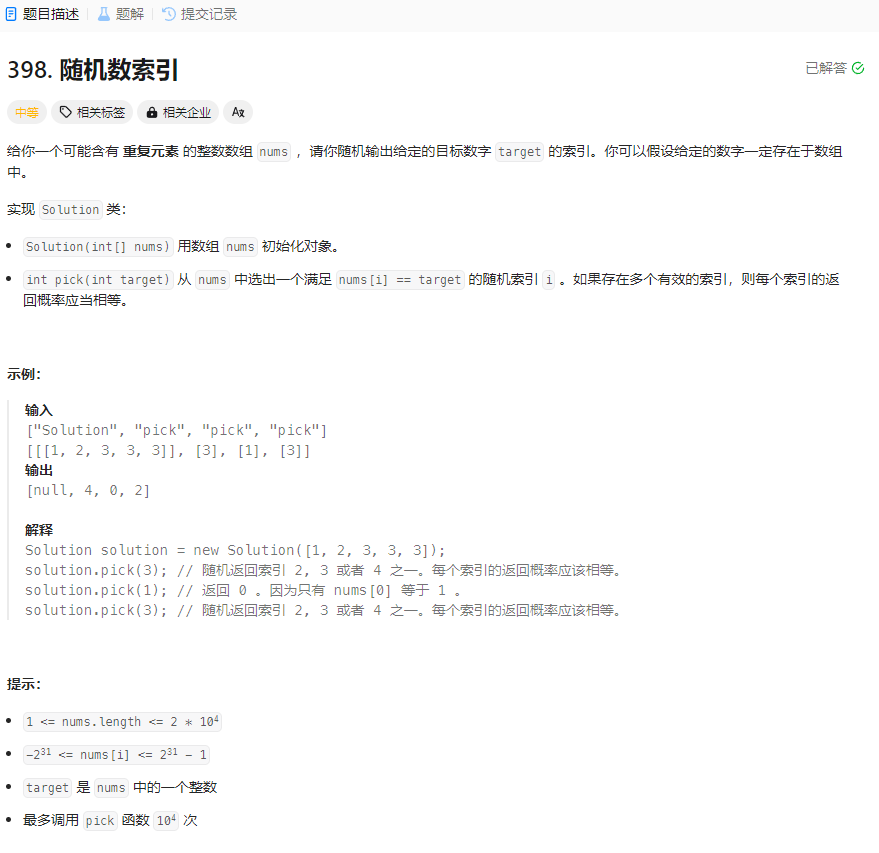 题目描述 题解 提交记录
398. 随机数索引
已解答
中等 相关标签 相关企业 Ax
给你一个可能含有 重复元素 的整数数组 nums ，请你随机输出给定的目标数字 target 的索引。你可以假设给定的数字一定存在于数组
中。
实现 Solution 类：
Solution(int[] nums) 用数组 nums 初始化对象。
int pick(int target) 从 nums 中选出一个满足 nums[i] == target 的随机索引 i 。如果存在多个有效的索引，则每个索引的返
回概率应当相等。
示例：
输入
["Solution", "pick", "pick", "pick"]
[[[1, 2, 3, 3, 3]], [3], [1], [3]]
输出
[null, 4, 0, 2]
解释
Solution solution = new Solution([1, 2, 3, 3, 3]);
solution.pick(3); // 随机返回索引 2, 3 或者 4 之一。每个索引的返回概率应该相等。
solution.pick(1); // 返回 0 。因为只有 nums[0] 等于 1 。
solution.pick(3); // 随机返回索引 2, 3 或者 4 之一。每个索引的返回概率应该相等。
提示：
1 <= nums.length <= 2 * 10⁴
-2³¹ <= nums[i] <= 2³¹ - 1
target 是 nums 中的一个整数
最多调用 pick 函数 10⁴ 次